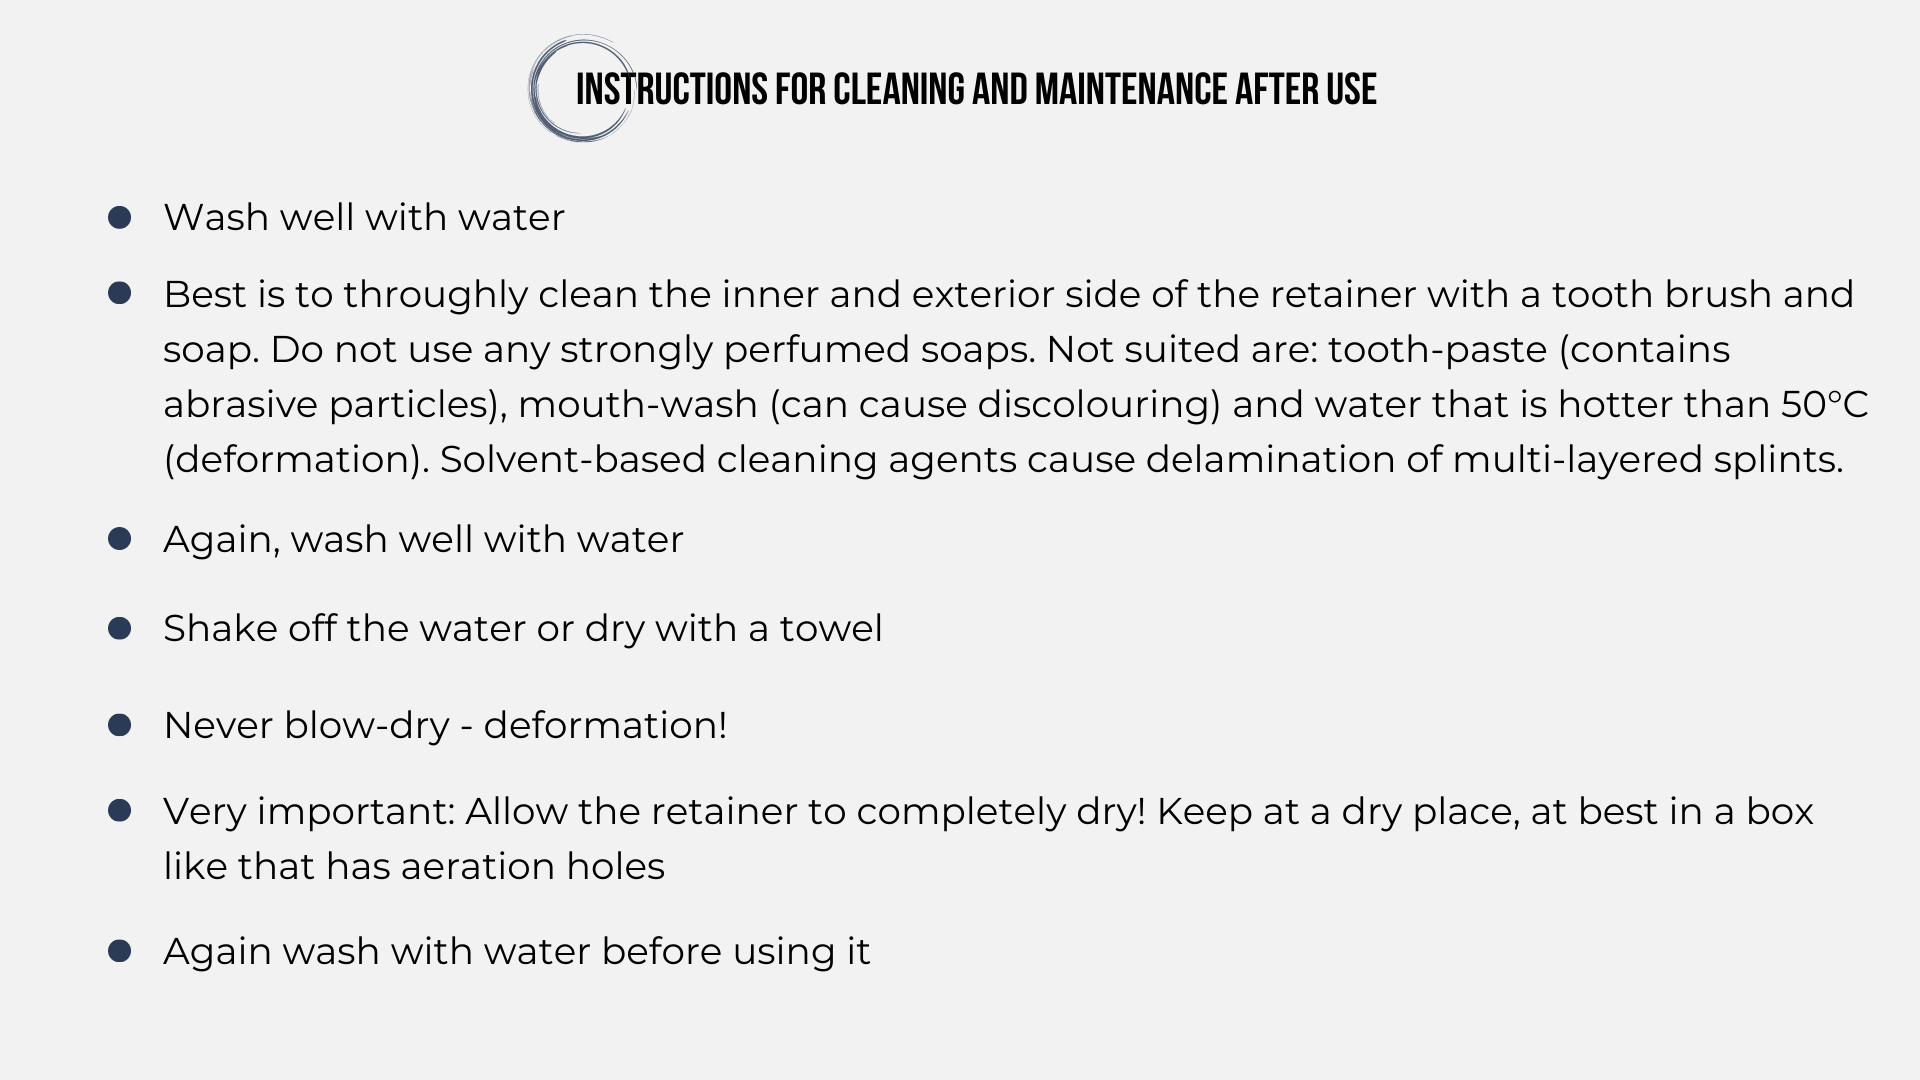 INSTRUCTIONS FOR CLEANING AND MAINTENANCE AFTER USE
Wash well with water
Best is to throughly clean the inner and exterior side of the retainer with a tooth brush and
soap. Do not use any strongly perfumed soaps. Not suited are: tooth-paste (contains
abrasive particles), mouth-wash (can cause discolouring) and water that is hotter than 50°C
(deformation). Solvent-based cleaning agents cause delamination of multi-layered splints.
Again, wash well with water
Shake off the water or dry with a towel
Never blow-dry - deformation!
Very important: Allow the retainer to completely dry! Keep at a dry place, at best in a box
like that has aeration holes
Again wash with water before using it